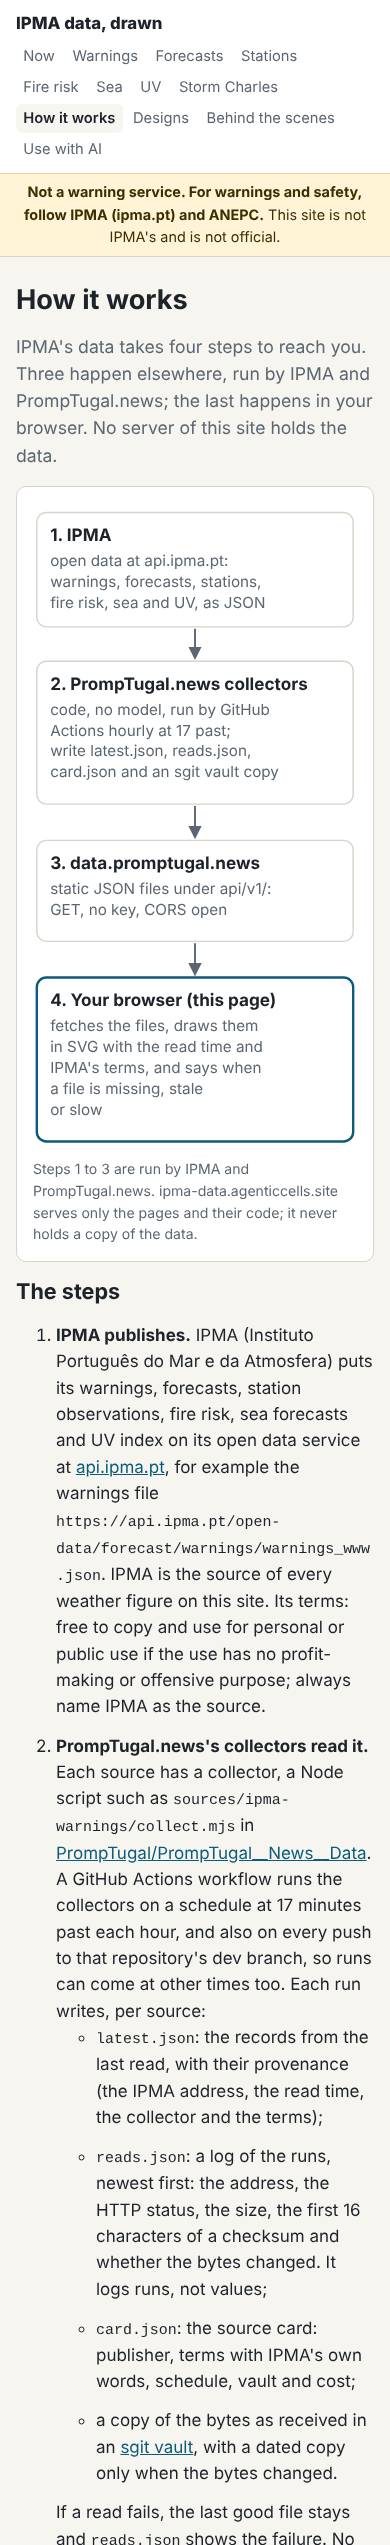 IPMA data, drawn
Now Warnings Forecasts Stations
Fire risk Sea UV Storm Charles
How it works Designs Behind the scenes
Use with AI
Not a warning service. For warnings and safety,
follow IPMA (ipma.pt) and ANEPC. This site is not
IPMA's and is not official.
How it works
IPMA's data takes four steps to reach you.
Three happen elsewhere, run by IPMA and
PrompTugal.news; the last happens in your
browser. No server of this site holds the
data.
1. IPMA
open data at api.ipma.pt:
warnings, forecasts, stations,
fire risk, sea and UV, as JSON
2. PrompTugal.news collectors
code, no model, run by GitHub
Actions hourly at 17 past;
write latest.json, reads.json,
card.json and an sgit vault copy
3. data.promptugal.news
static JSON files under api/v1/:
GET, no key, CORS open
4. Your browser (this page)
fetches the files, draws them
in SVG with the read time and
IPMA's terms, and says when
a file is missing, stale
or slow
Steps 1 to 3 are run by IPMA and
PrompTugal.news. ipma-data.agenticcells.site
serves only the pages and their code; it never
holds a copy of the data.
The steps
1. IPMA publishes. IPMA (Instituto
Português do Mar e da Atmosfera) puts
its warnings, forecasts, station
observations, fire risk, sea forecasts
and UV index on its open data service
at api.ipma.pt, for example the
warnings file
https://api.ipma.pt/open-
data/forecast/warnings/warnings_www
.json. IPMA is the source of every
weather figure on this site. Its terms:
free to copy and use for personal or
public use if the use has no profit-
making or offensive purpose; always
name IPMA as the source.
2. PrompTugal.news's collectors read it.
Each source has a collector, a Node
script such as sources/ipma-
warnings/collect.mjs in
PrompTugal/PrompTugal__News__Data.
A GitHub Actions workflow runs the
collectors on a schedule at 17 minutes
past each hour, and also on every push
to that repository's dev branch, so runs
can come at other times too. Each run
writes, per source:
◦ latest.json: the records from the
last read, with their provenance
(the IPMA address, the read time,
the collector and the terms);
◦ reads.json: a log of the runs,
newest first: the address, the
HTTP status, the size, the first 16
characters of a checksum and
whether the bytes changed. It
logs runs, not values;
◦ card.json: the source card:
publisher, terms with IPMA's own
words, schedule, vault and cost;
◦ a copy of the bytes as received in
an sgit vault, with a dated copy
only when the bytes changed.
If a read fails, the last good file stays
and reads.json shows the failure. No